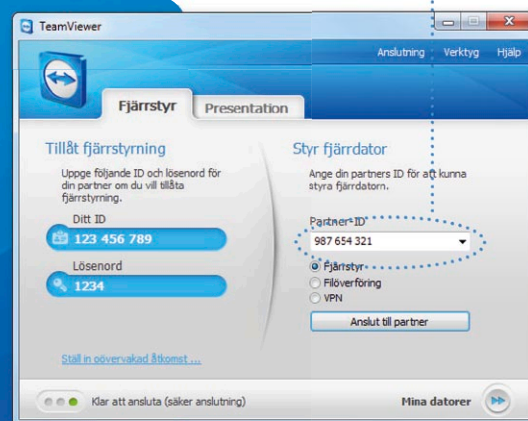 TeamViewer
Anslutning Verktyg Hjälp
Fjärrstyr Presentation
Tillåt fjärrstyrning
Uppge följande ID och lösenord för
din partner om du vill tillåta
fjärrstyrning.
Ditt ID
123 456 789
Lösenord
1234
Ställ in oövervakad åtkomst ...
Styr fjärrdator
Ange din partners ID för att kunna
styra fjärrdatorn.
Partner-ID
987 654 321
Fjärrstyr
Filöverföring
VPN
Anslut till partner
Klar att ansluta (säker anslutning)
Mina datorer